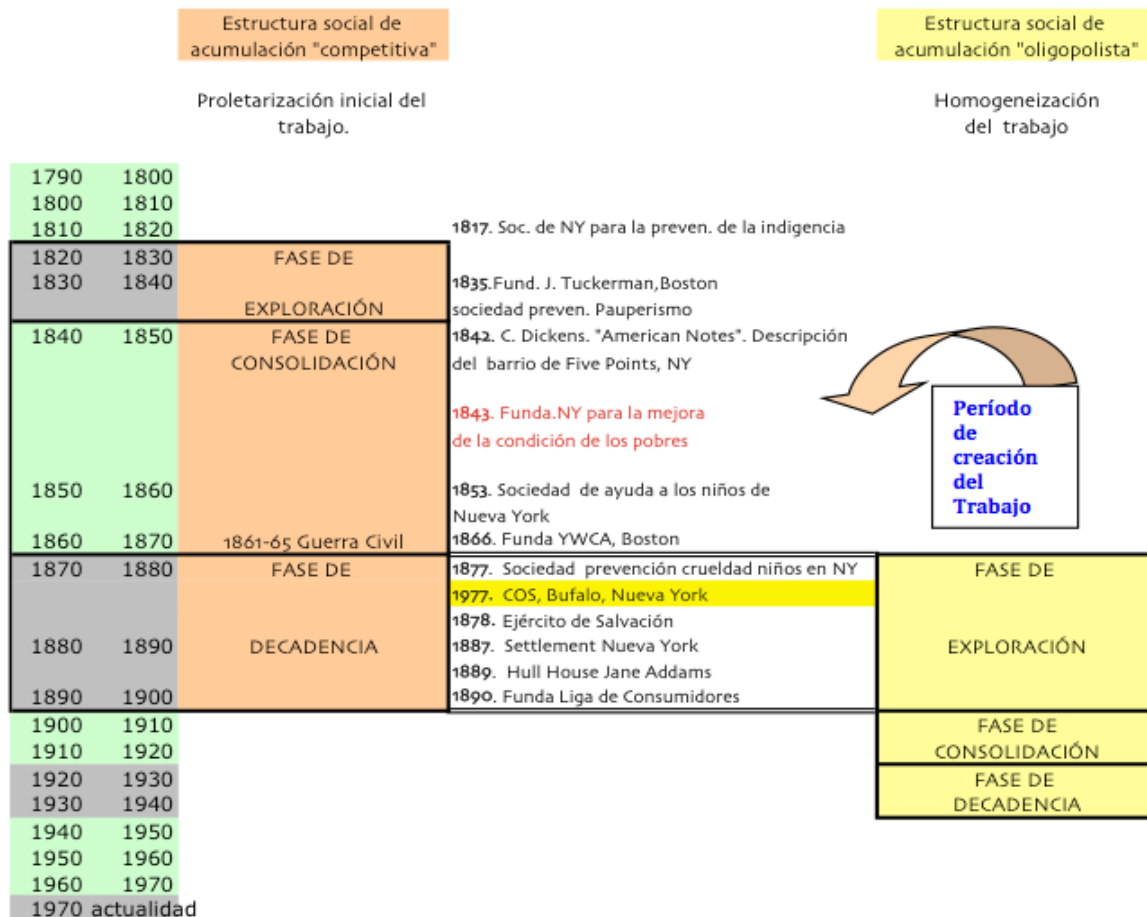 Estructura social de
acumulación "competitiva"
Estructura social de
acumulación "oligopolista"
Proletarización inicial del
trabajo.
Homogeneización
del trabajo
1790 1800
1800 1810
1810 1820 1817. Soc. de NY para la preven. de la indigencia
1820 1830 FASE DE
1830 1840 1835.Fund. J. Tuckerman,Boston
EXPLORACIÓN sociedad preven. Pauperismo
1840 1850 FASE DE 1842. C. Dickens. "American Notes". Descripción
CONSOLIDACIÓN del barrio de Five Points, NY
1843. Funda.NY para la mejora
de la condición de los pobres
Período
de
creación
del
Trabajo
1850 1860 1853. Sociedad de ayuda a los niños de
Nueva York
1860 1870 1861-65 Guerra Civil 1866. Funda YWCA, Boston
1870 1880 FASE DE 1877. Sociedad prevención crueldad niños en NY FASE DE
1977. COS, Bufalo, Nueva York
1878. Ejército de Salvación
1880 1890 DECADENCIA 1887. Settlement Nueva York EXPLORACIÓN
1889. Hull House Jane Addams
1890 1900 1890. Funda Liga de Consumidores
1900 1910 FASE DE
1910 1920 CONSOLIDACIÓN
1920 1930 FASE DE
1930 1940 DECADENCIA
1940 1950
1950 1960
1960 1970
1970 actualidad